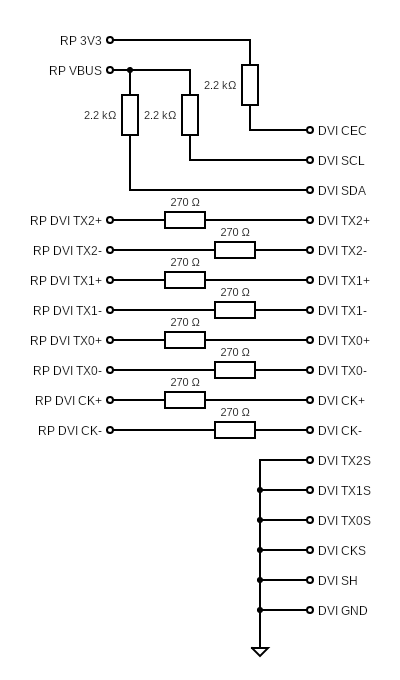 RP 3V3
RP VBUS
2.2 kΩ
2.2 kΩ 2.2 kΩ
DVI CEC
DVI SCL
DVI SDA
270 Ω
RP DVI TX2+ DVI TX2+
270 Ω
RP DVI TX2- DVI TX2-
270 Ω
RP DVI TX1+ DVI TX1+
270 Ω
RP DVI TX1- DVI TX1-
270 Ω
RP DVI TX0+ DVI TX0+
270 Ω
RP DVI TX0- DVI TX0-
270 Ω
RP DVI CK+ DVI CK+
270 Ω
RP DVI CK- DVI CK-
DVI TX2S
DVI TX1S
DVI TX0S
DVI CKS
DVI SH
DVI GND